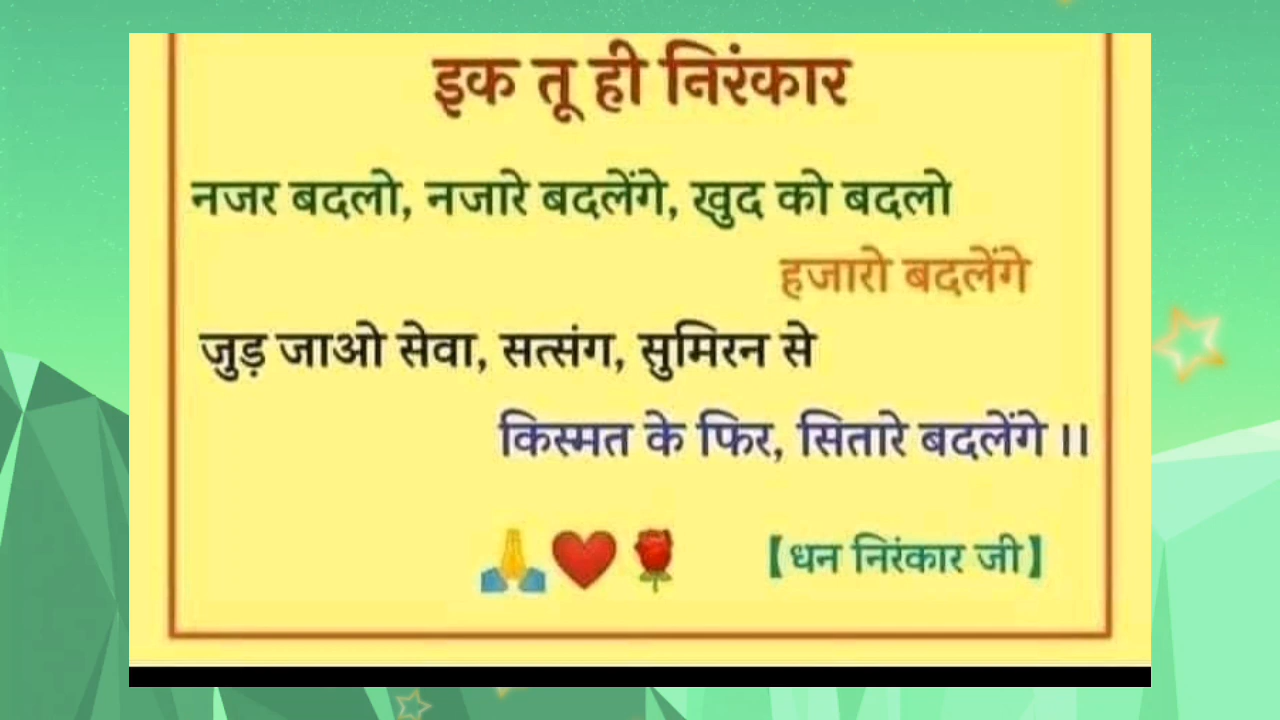 इक तू ही निरंकार
नजर बदलो, नजारे बदलेंगे, खुद को बदलो
हजारो बदलेंगे
जुड़ जाओ सेवा, सत्संग, सुमिरन से
किस्मत के फिर, सितारे बदलेंगे ।।
🙏❤️🌹 【धन निरंकार जी】